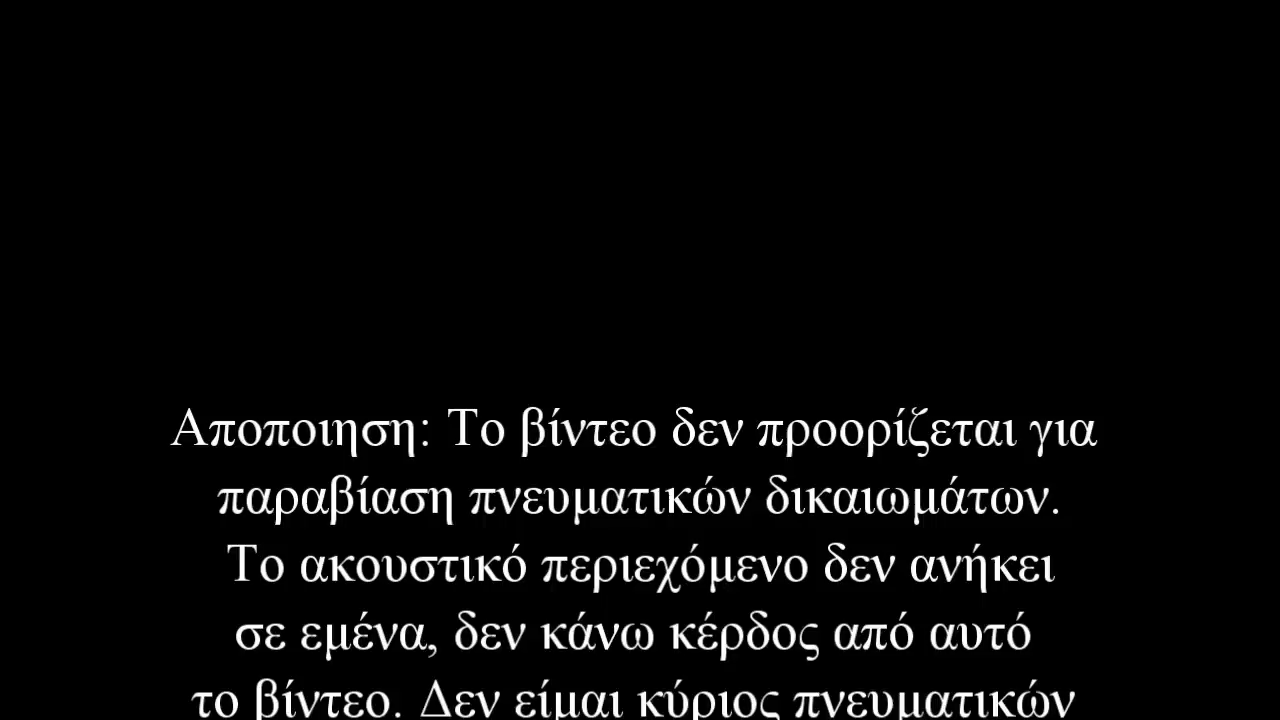 Αποποιηση: Το βίντεο δεν προορίζεται για
παραβίαση πνευματικών δικαιωμάτων.
Το ακουστικό περιεχόμενο δεν ανήκει
σε εμένα, δεν κάνω κέρδος από αυτό
το βίντεο. Δεν είμαι κύριος πνευματικών